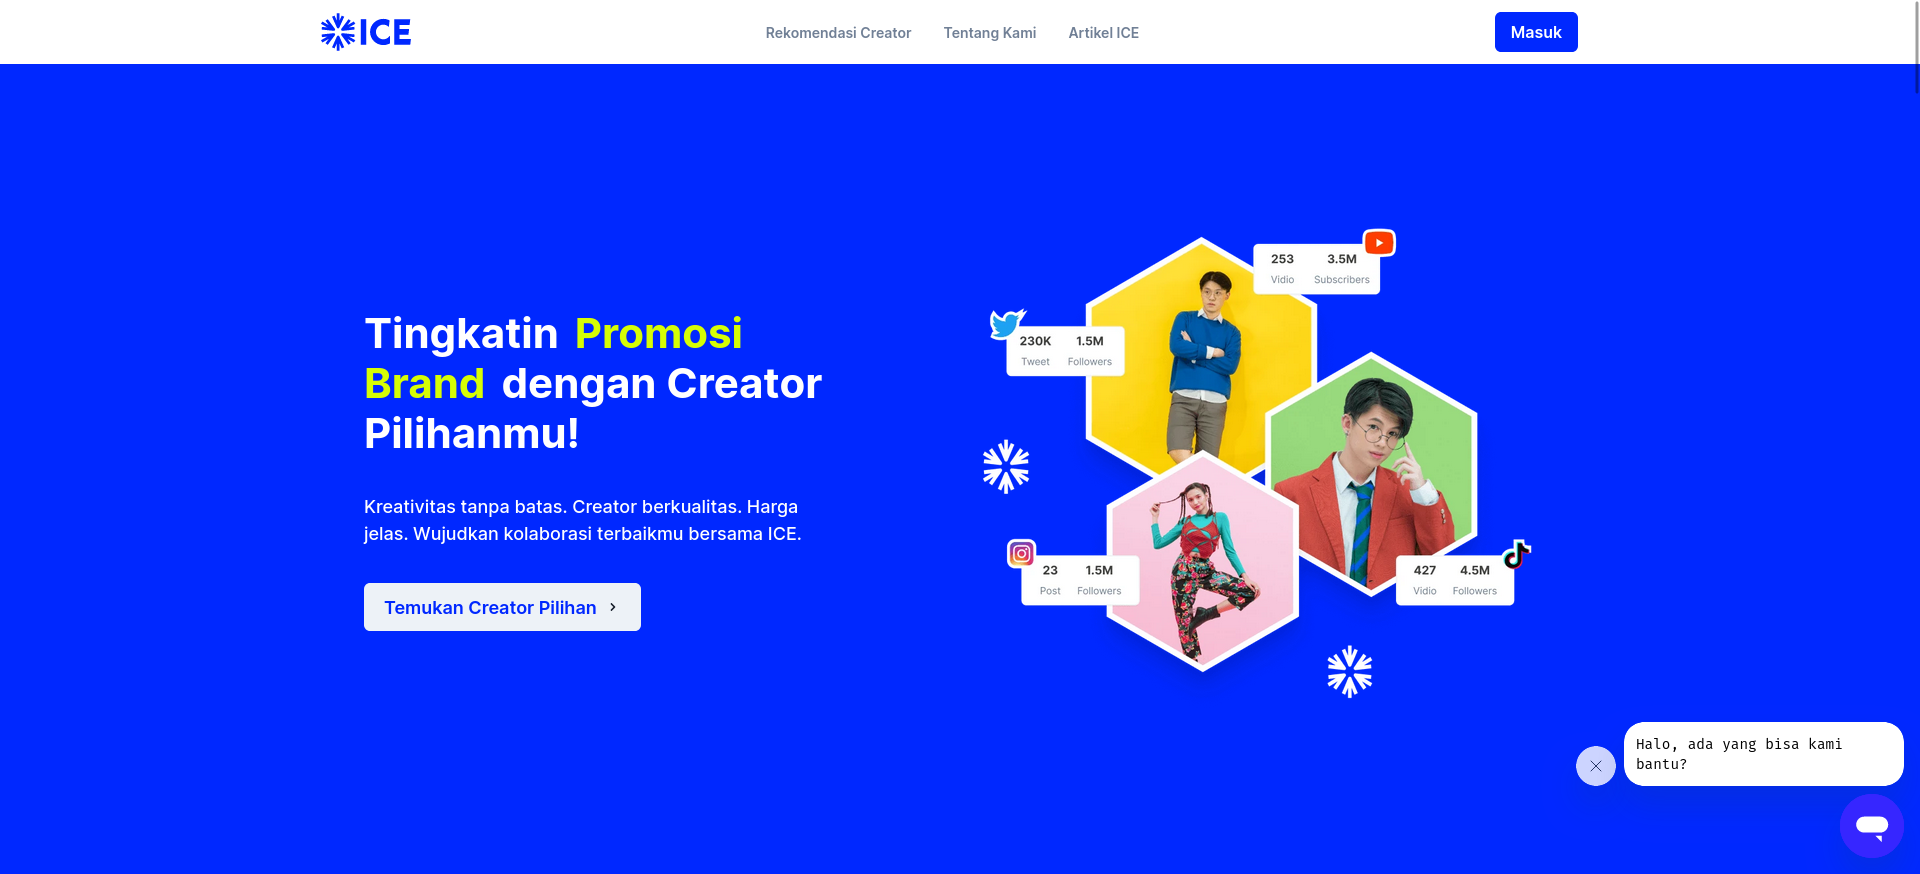 ICE
Rekomendasi Creator
Tentang Kami
Artikel ICE
Masuk
Tingkatin Promosi
Brand dengan Creator
Pilihanmu!
Kreativitas tanpa batas. Creator berkualitas. Harga
jelas. Wujudkan kolaborasi terbaikmu bersama ICE.
Temukan Creator Pilihan
253 3.5M
Vidio Subscribers
230K 1.5M
Tweet Followers
23 1.5M
Post Followers
427 4.5M
Vidio Followers
Halo, ada yang bisa kami
bantu?